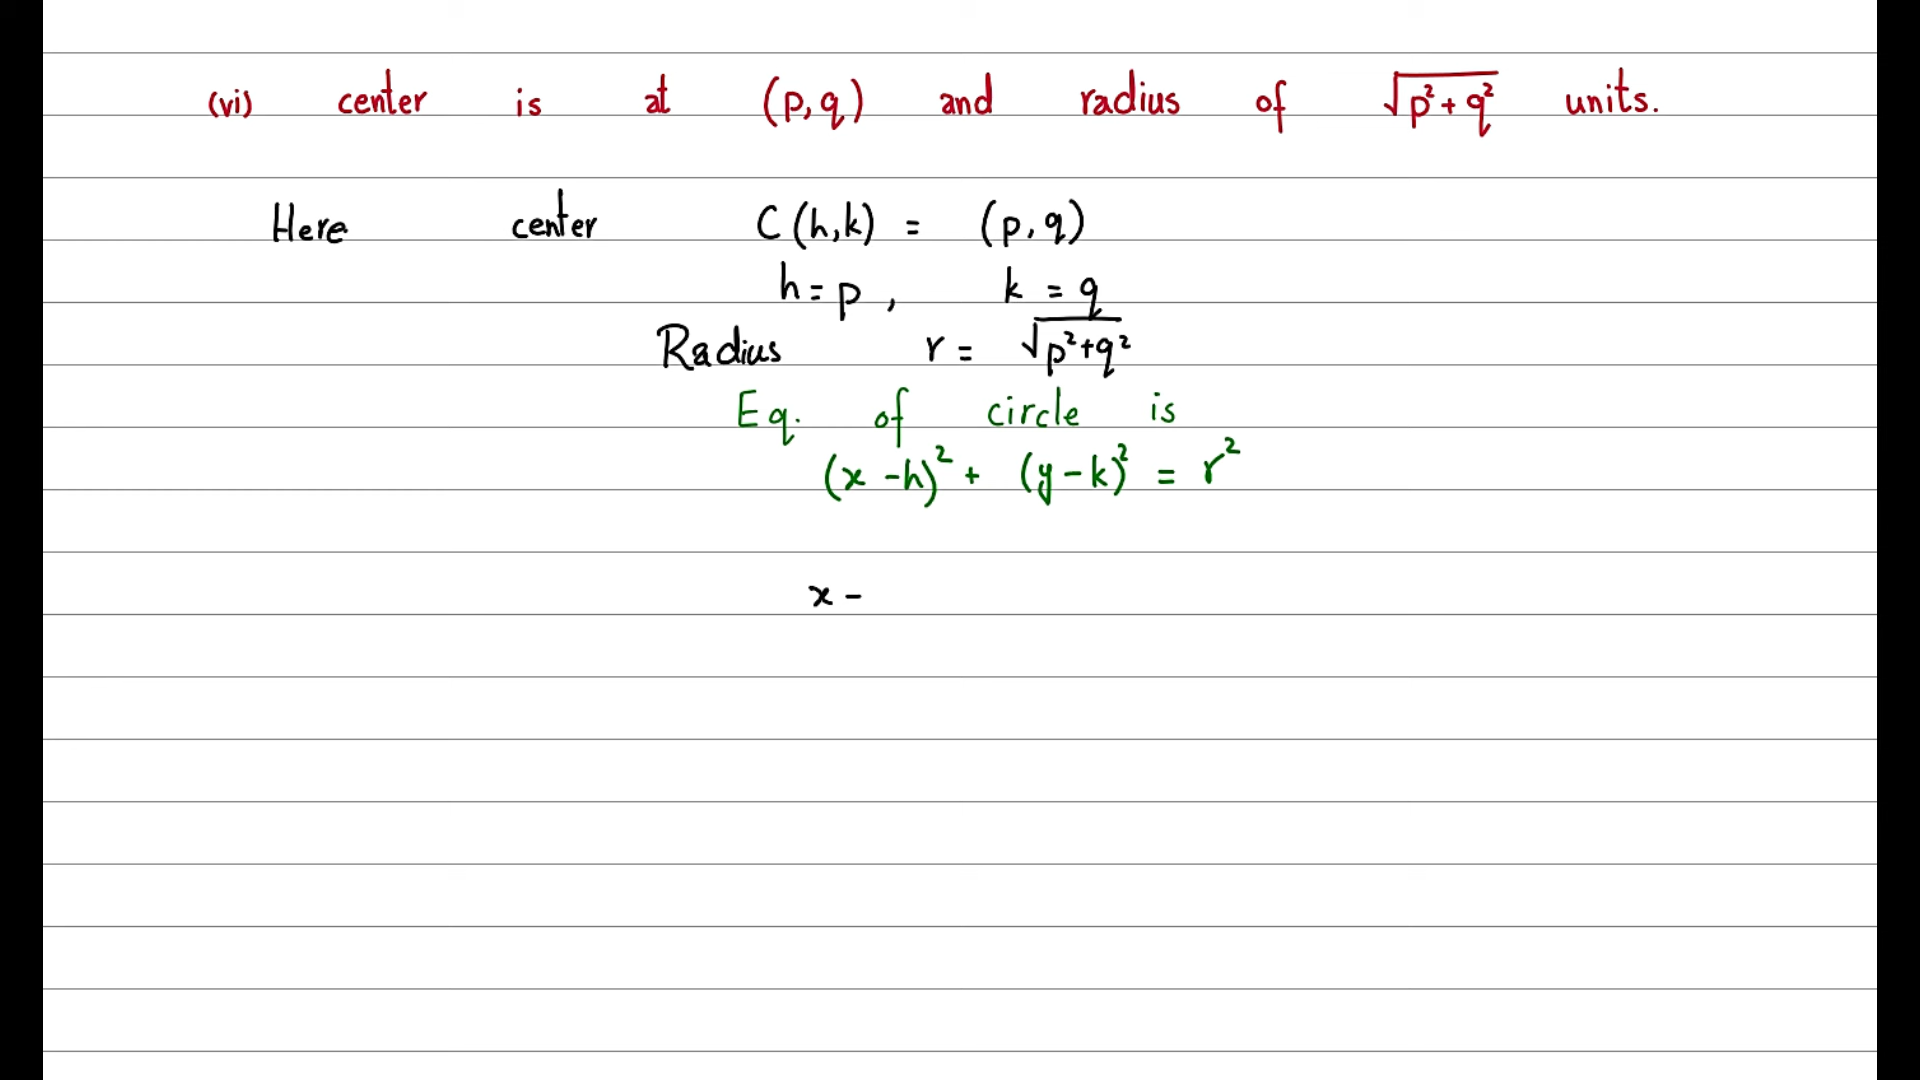 (vi) center is at (p,q) and radius of √p²+q² units.
Here center C(h,k) = (p,q)
h=p, k=q
Radius r= √p²+q²
Eq. of circle is
(x-h)²+ (y-k)² = r²
x -